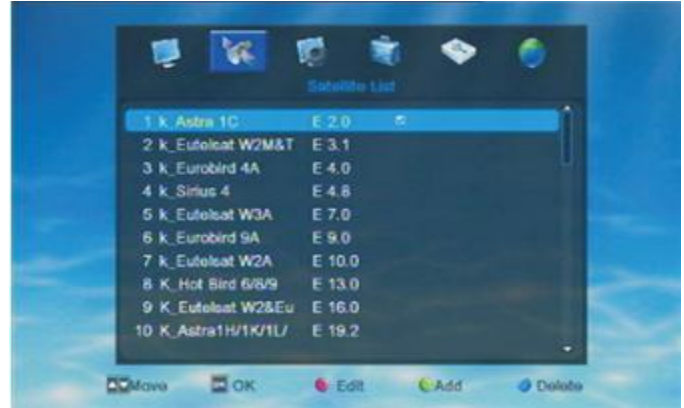 Satellite List
1 k_Astra 1C E 2.0
2 k_Eutelsat W2M&T E 3.1
3 k_Eurobird 4A E 4.0
4 k_Sirius 4 E 4.8
5 k_Eutelsat W3A E 7.0
6 k_Eurobird 9A E 9.0
7 k_Eutelsat W2A E 10.0
8 K_Hot Bird 6/8/9 E 13.0
9 K_Eutelsat W2&Eu E 16.0
10 K_Astra1H/1K/1L/ E 19.2
Move OK Edit Add Delete